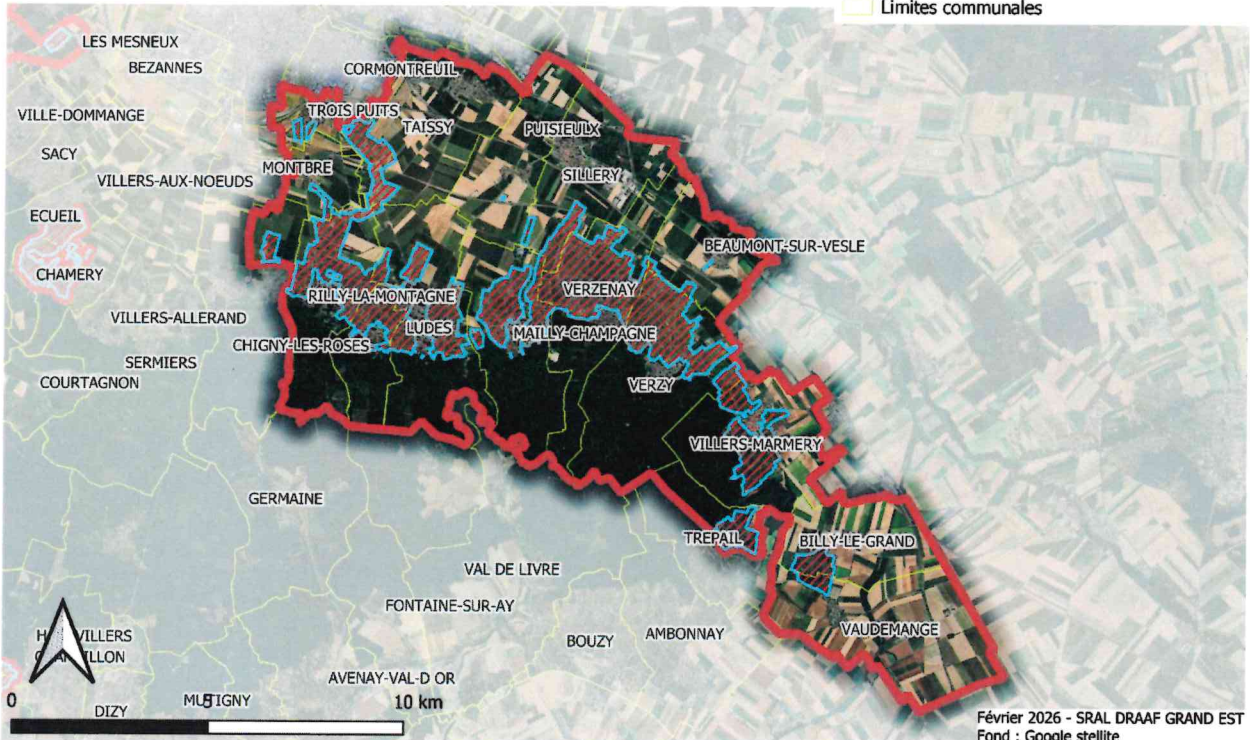 Limites communales
LES MESNEUX
BEZANNES
CORMONTREUIL
VILLE-DOMMANGE
TROIS PUITS
TAISSY
PUISIEULX
SACY
MONTBRE
SILLERY
VILLERS-AUX-NOEUDS
ECUEIL
BEAUMONT-SUR-VESLE
CHAMERY
RILLY-LA-MONTAGNE
VERZENAY
VILLERS-ALLERAND
LUDES
MAILLY-CHAMPAGNE
CHIGNY-LES-ROSES
SERMIERS
COURTAGNON
VERZY
VILLERS-MARMERY
GERMAINE
TREPAIL
BILLY-LE-GRAND
VAL DE LIVRE
FONTAINE-SUR-AY
VAUDEMANGE
BOUZY
AMBONNAY
AVENAY-VAL-D OR
MUTIGNY
DIZY
0
5
10 km
Février 2026 - SRAL DRAAF GRAND EST
Fond : Google stellite